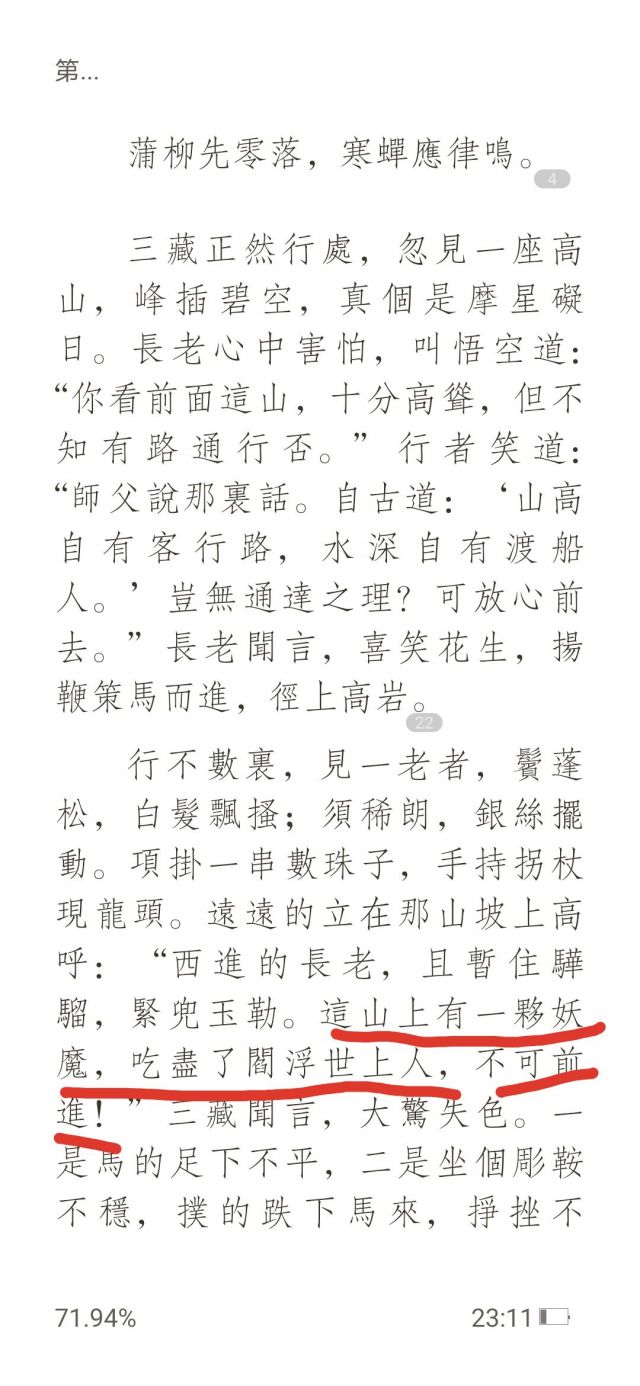 第...
蒲柳先零落，寒蟬應律鳴。
4
三藏正然行處，忽見一座高
山，峰插碧空，真個是摩星礙
日。長老心中害怕，叫悟空道：
“你看前面這山，十分高聳，但不
知有路通行否。”行者笑道：
“師父說那裏話。自古道：‘山高
自有客行路，水深自有渡船
人。’豈無通達之理？可放心前
去。”長老聞言，喜笑花生，揚
鞭策馬而進，徑上高岩。
22
行不數裏，見一老者，鬢蓬
松，白髮飄搔；須稀朗，銀絲擺
動。項掛一串數珠子，手持拐杖
現龍頭。遠遠的立在那山坡上高
呼：“西進的長老，且暫住驊
騮，緊兜玉勒。這山上有一夥妖
魔，吃盡了閻浮世上人，不可前
進！”三藏聞言，大驚失色。一
是馬的足下不平，二是坐個彫鞍
不穩，撲的跌下馬來，掙挫不
71.94%
23:11